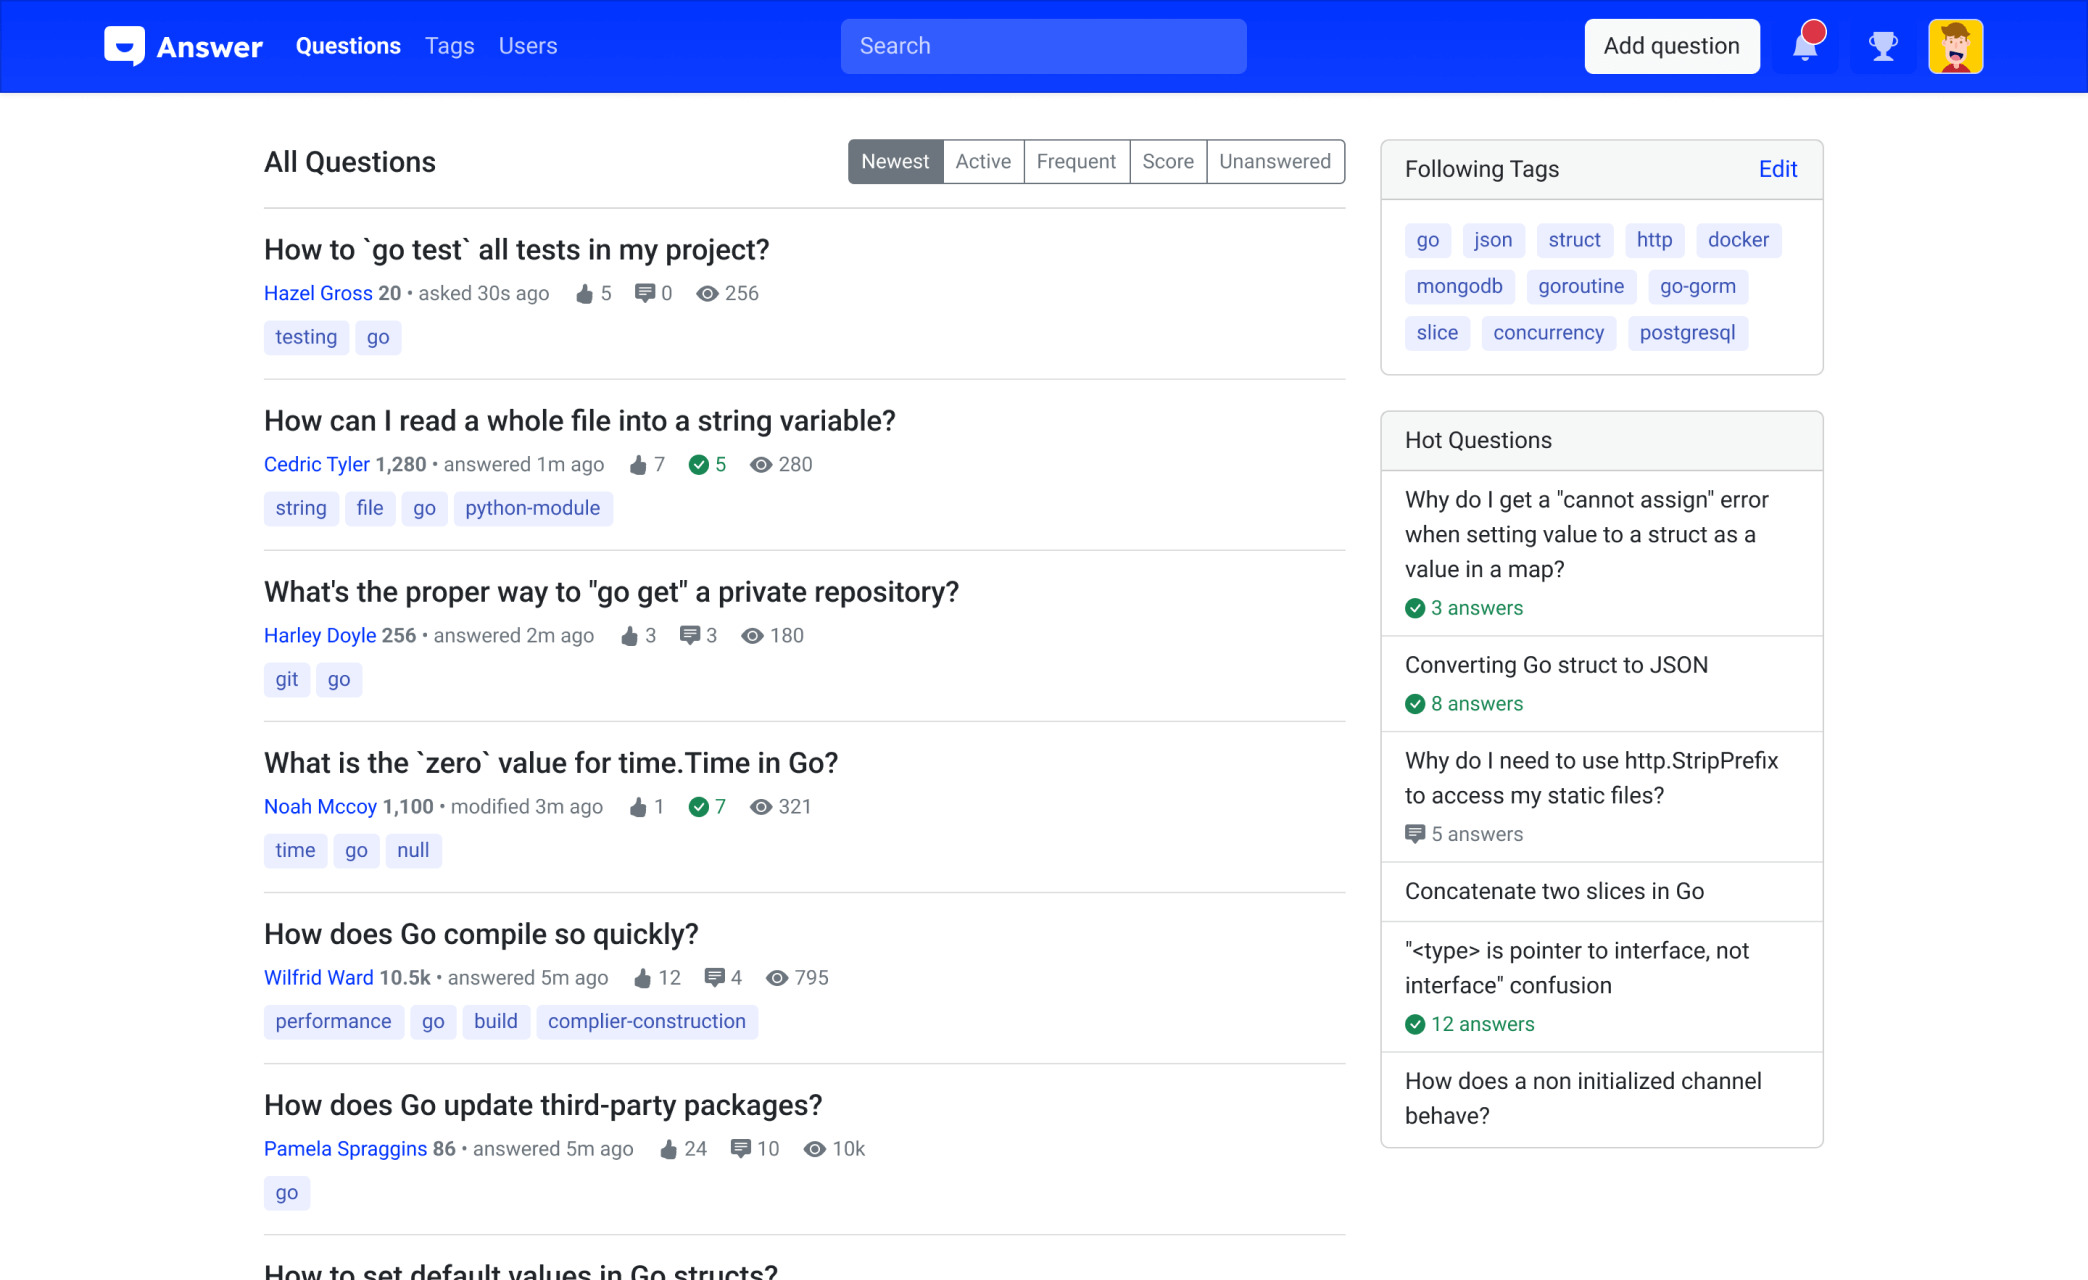 Answer Questions Tags Users Search Add question
All Questions Newest Active Frequent Score Unanswered
How to `go test` all tests in my project?
Hazel Gross 20 • asked 30s ago 5 0 256
testing go
How can I read a whole file into a string variable?
Cedric Tyler 1,280 • answered 1m ago 7 5 280
string file go python-module
What's the proper way to "go get" a private repository?
Harley Doyle 256 • answered 2m ago 3 3 180
git go
What is the `zero` value for time.Time in Go?
Noah Mccoy 1,100 • modified 3m ago 1 7 321
time go null
How does Go compile so quickly?
Wilfrid Ward 10.5k • answered 5m ago 12 4 795
performance go build complier-construction
How does Go update third-party packages?
Pamela Spraggins 86 • answered 5m ago 24 10 10k
go
How to set default values in Go structs?
Following Tags Edit
go json struct http docker
mongodb goroutine go-gorm
slice concurrency postgresql
Hot Questions
Why do I get a "cannot assign" error
when setting value to a struct as a
value in a map?
3 answers
Converting Go struct to JSON
8 answers
Why do I need to use http.StripPrefix
to access my static files?
5 answers
Concatenate two slices in Go
"<type> is pointer to interface, not
interface" confusion
12 answers
How does a non initialized channel
behave?